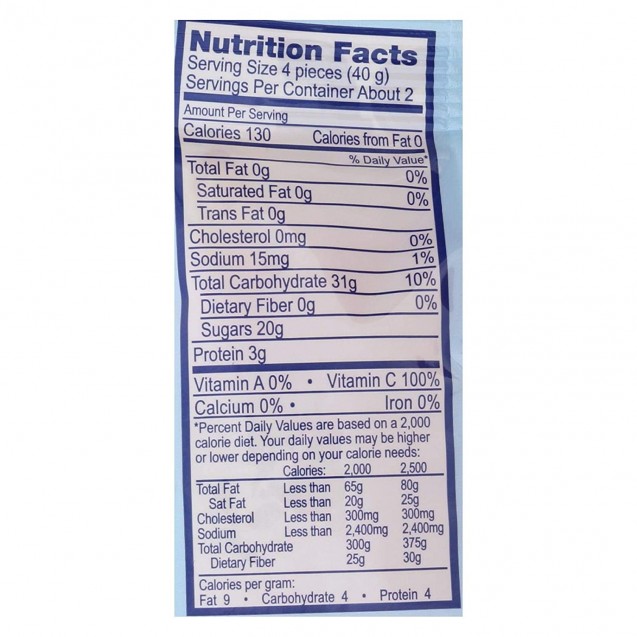 Nutrition Facts
Serving Size 4 pieces (40 g)
Servings Per Container About 2
Amount Per Serving
Calories 130 Calories from Fat 0
% Daily Value*
Total Fat 0g 0%
Saturated Fat 0g 0%
Trans Fat 0g
Cholesterol 0mg 0%
Sodium 15mg 1%
Total Carbohydrate 31g 10%
Dietary Fiber 0g 0%
Sugars 20g
Protein 3g
Vitamin A 0% • Vitamin C 100%
Calcium 0% • Iron 0%
*Percent Daily Values are based on a 2,000
calorie diet. Your daily values may be higher
or lower depending on your calorie needs:
Calories: 2,000 2,500
Total Fat Less than 65g 80g
Sat Fat Less than 20g 25g
Cholesterol Less than 300mg 300mg
Sodium Less than 2,400mg 2,400mg
Total Carbohydrate 300g 375g
Dietary Fiber 25g 30g
Calories per gram:
Fat 9 • Carbohydrate 4 • Protein 4